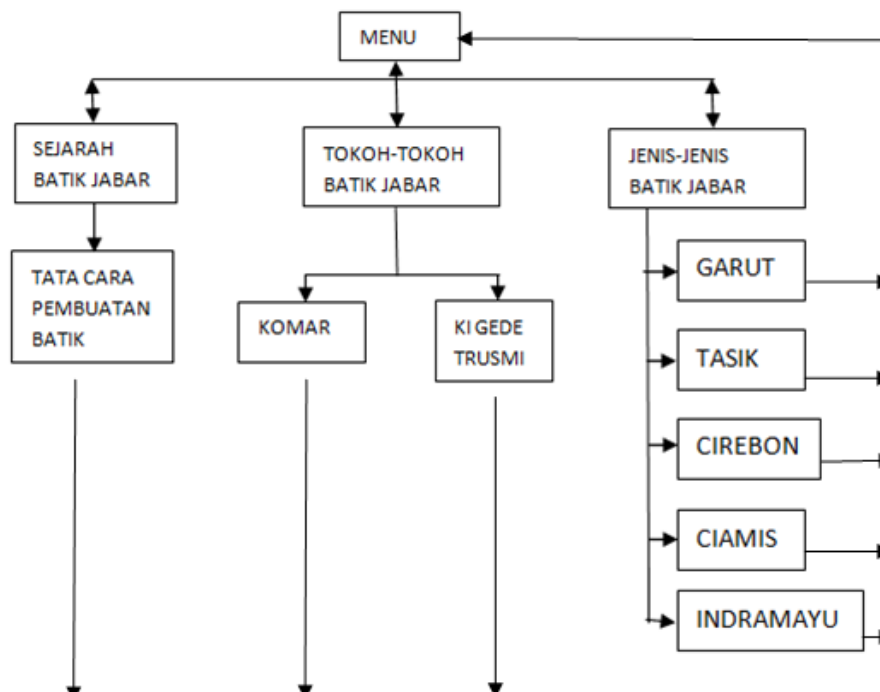 MENU
SEJARAH
BATIK JABAR
TOKOH-TOKOH
BATIK JABAR
JENIS-JENIS
BATIK JABAR
TATA CARA
PEMBUATAN
BATIK
KOMAR
KI GEDE
TRUSMI
GARUT
TASIK
CIREBON
CIAMIS
INDRAMAYU